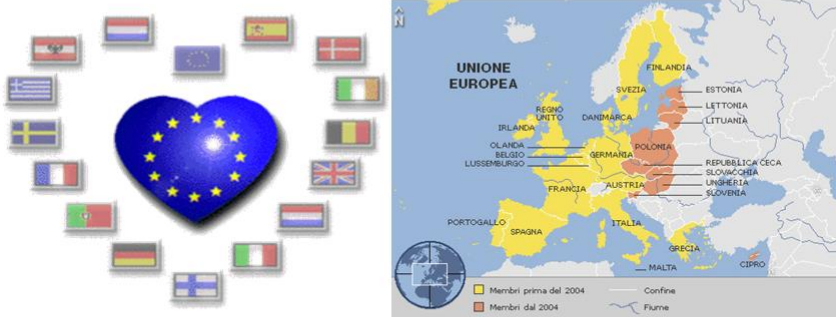 N
UNIONE
EUROPEA
FINLANDIA
SVEZIA
ESTONIA
LETTONIA
LITUANIA
REGNO
UNITO
DANIMARCA
IRLANDA
OLANDA
BELGIO
LUSSEMBURGO
GERMANIA
POLONIA
REPUBBLICA CECA
SLOVACCHIA
UNGHERIA
SLOVENIA
AUSTRIA
FRANCIA
PORTOGALLO
SPAGNA
ITALIA
GRECIA
MALTA
CIPRO
Membri prima del 2004
Confine
Membri dal 2004
Fiume